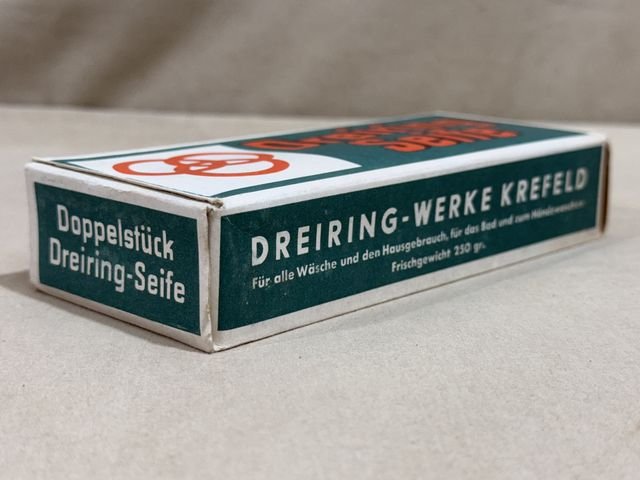 Doppelstück
Dreiring-Seife
DREIRING-WERKE KREFELD
Für alle Wäsche und den Hausgebrauch, für das Bad und zum Händewaschen
Frischgewicht 250 gr.